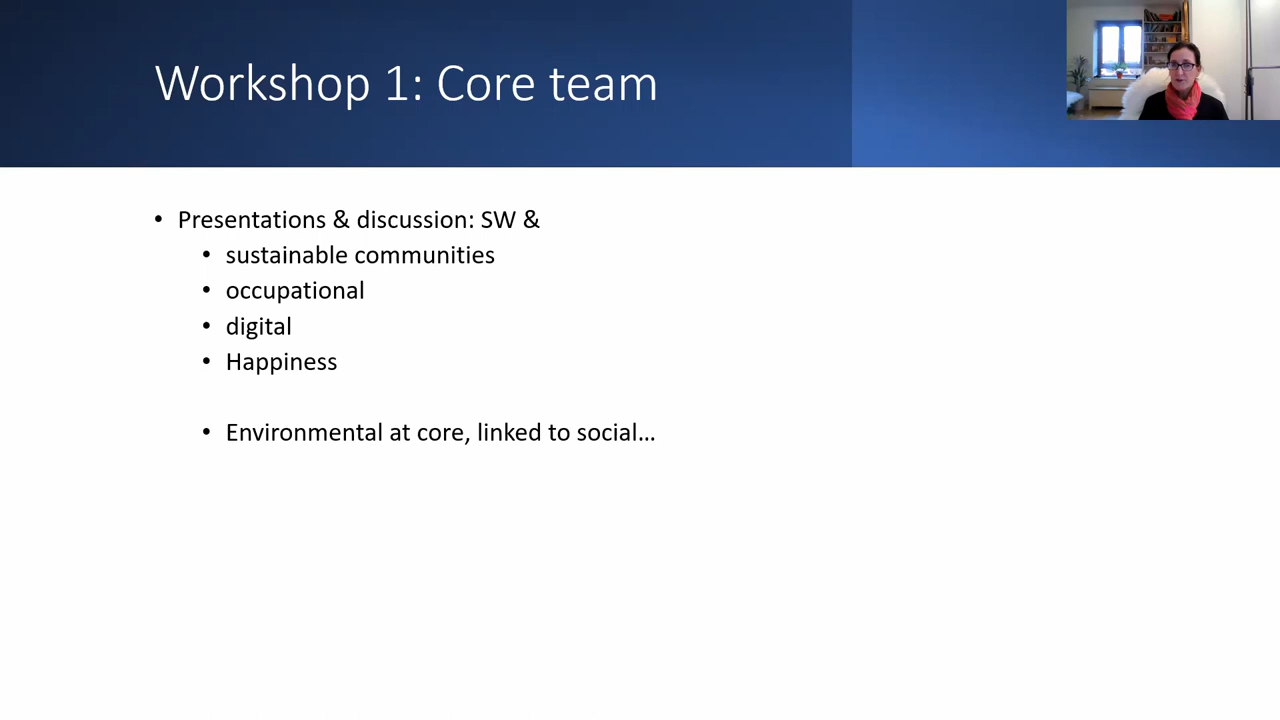 Workshop 1: Core team
• Presentations & discussion: SW &
• sustainable communities
• occupational
• digital
• Happiness
• Environmental at core, linked to social…